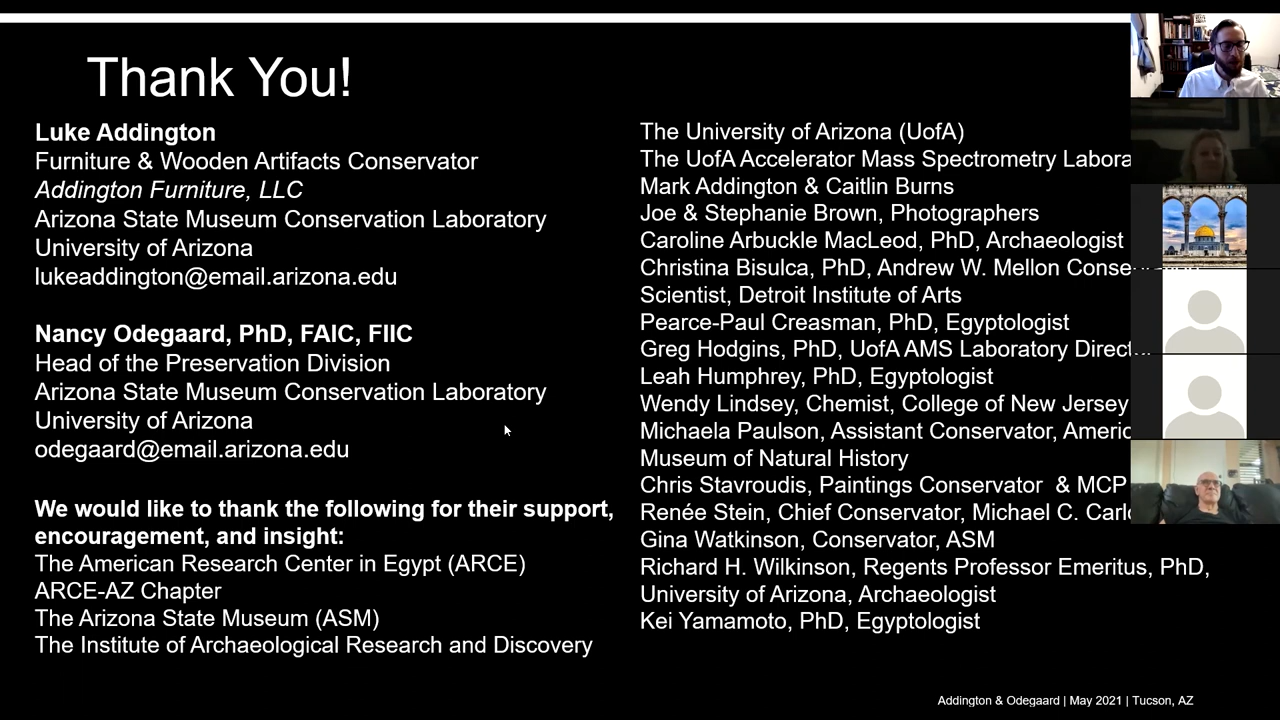 Thank You!
Luke Addington
Furniture & Wooden Artifacts Conservator
Addington Furniture, LLC
Arizona State Museum Conservation Laboratory
University of Arizona
lukeaddington@email.arizona.edu
Nancy Odegaard, PhD, FAIC, FIIC
Head of the Preservation Division
Arizona State Museum Conservation Laboratory
University of Arizona
odegaard@email.arizona.edu
We would like to thank the following for their support,
encouragement, and insight:
The American Research Center in Egypt (ARCE)
ARCE-AZ Chapter
The Arizona State Museum (ASM)
The Institute of Archaeological Research and Discovery
The University of Arizona (UofA)
The UofA Accelerator Mass Spectrometry
Mark Addington & Caitlin Burns
Joe & Stephanie Brown, Photographers
Caroline Arbuckle MacLeod, PhD, Archaeologist
Christina Bisulca, PhD, Andrew W. Mellon
Scientist, Detroit Institute of Arts
Pearce-Paul Creasman, PhD, Egyptologist
Greg Hodgins, PhD, UofA AMS Laboratory
Leah Humphrey, PhD, Egyptologist
Wendy Lindsey, Chemist, College of New Jersey
Michaela Paulson, Assistant Conservator,
Museum of Natural History
Chris Stavroudis, Paintings Conservator & MCP
Renée Stein, Chief Conservator, Michael C.
Gina Watkinson, Conservator, ASM
Richard H. Wilkinson, Regents Professor Emeritus, PhD,
University of Arizona, Archaeologist
Kei Yamamoto, PhD, Egyptologist
Addington & Odegaard | May 2021 | Tucson, AZ